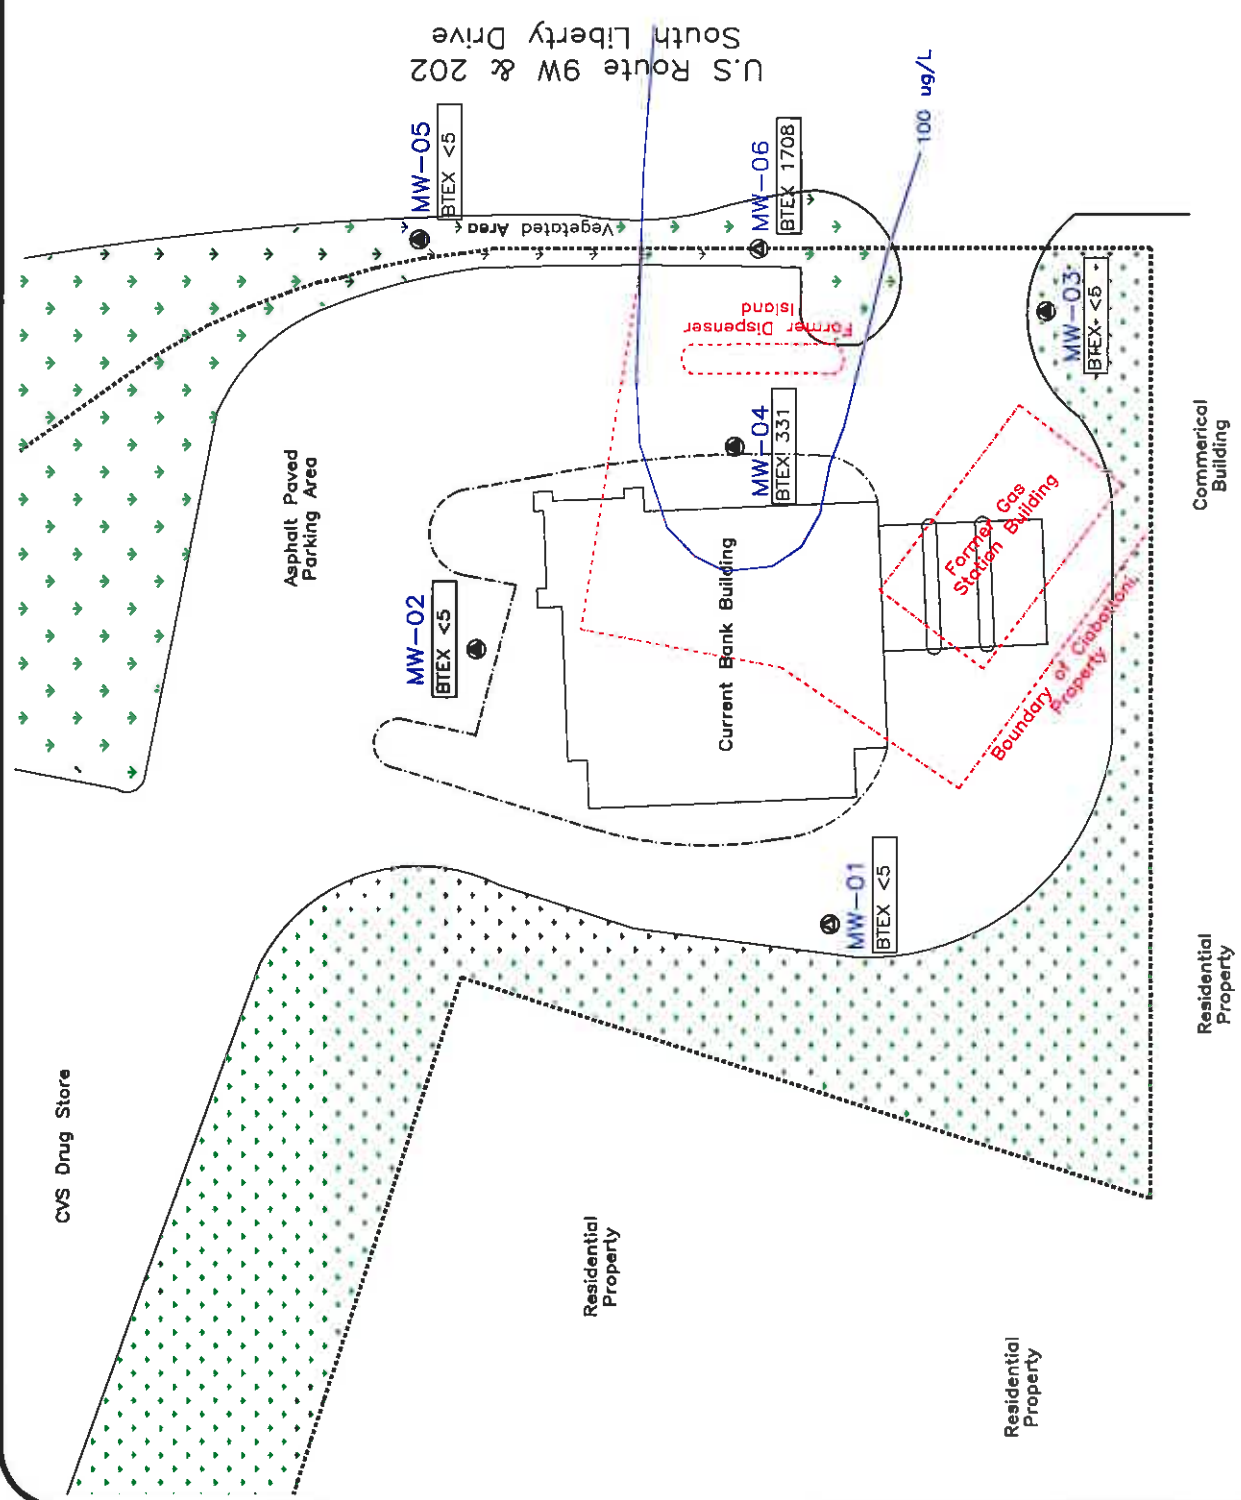 U.S Route 9W & 202
South Liberty Drive
MW-05
BTEX <5
Vegetated Area
MW-06
BTEX 1708
100 ug/L
Former Dispenser
Island
MW-03
BTEX <5
MW-04
BTEX 331
Asphalt Paved
Parking Area
MW-02
BTEX <5
Current Bank Building
Former Gas
Station Building
Boundary of Ciabattoni
Property
Commerical
Building
MW-01
BTEX <5
CVS Drug Store
Residential
Property
Residential
Property
Residential
Property